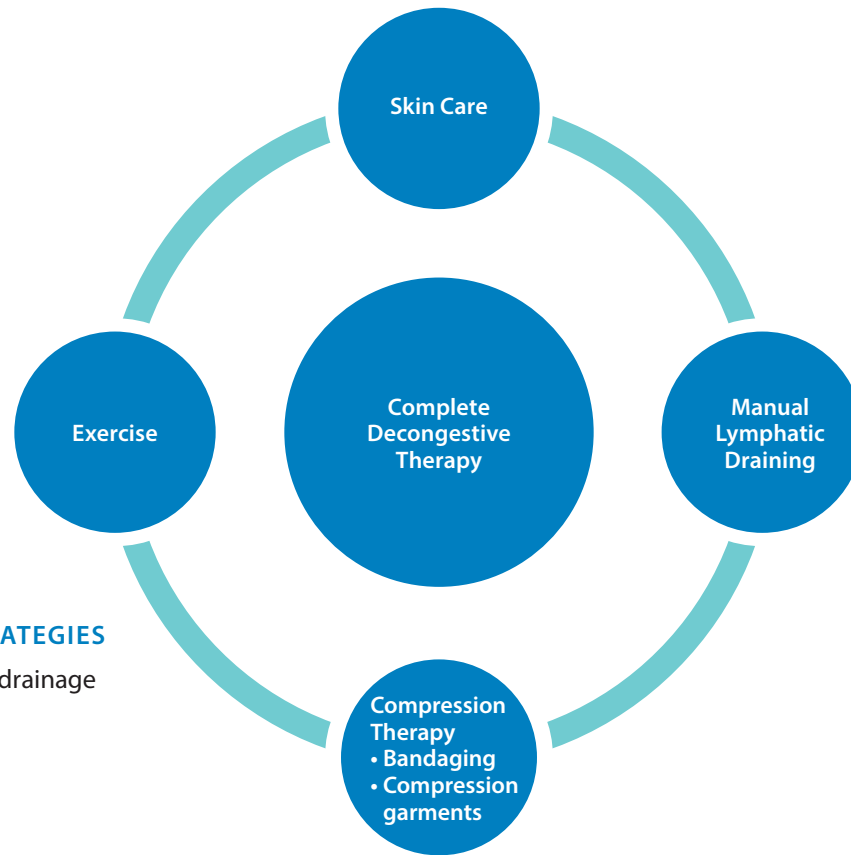 Skin Care
Exercise
Complete
Decongestive
Therapy
Manual
Lymphatic
Draining
ATEGIES
drainage
Compression
Therapy
• Bandaging
• Compression
garments